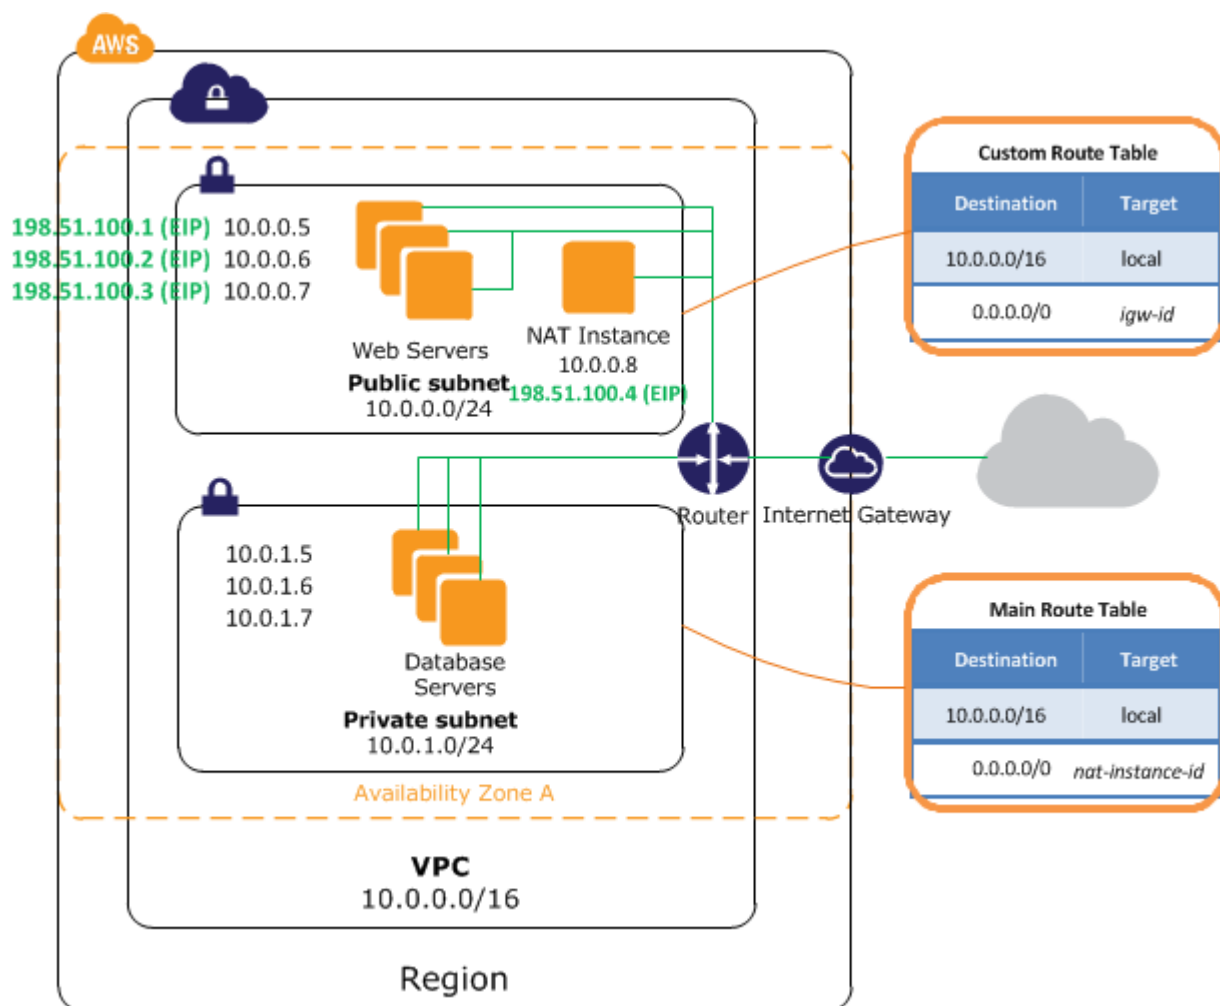 AWS
Custom Route Table
Destination Target
10.0.0.0/16 local
0.0.0.0/0 igw-id
198.51.100.1 (EIP) 10.0.0.5
198.51.100.2 (EIP) 10.0.0.6
198.51.100.3 (EIP) 10.0.0.7
Web Servers
Public subnet
10.0.0.0/24
NAT Instance
10.0.0.8
198.51.100.4 (EIP)
Router
Internet Gateway
10.0.1.5
10.0.1.6
10.0.1.7
Database
Servers
Private subnet
10.0.1.0/24
Main Route Table
Destination Target
10.0.0.0/16 local
0.0.0.0/0 nat-instance-id
Availability Zone A
VPC
10.0.0.0/16
Region